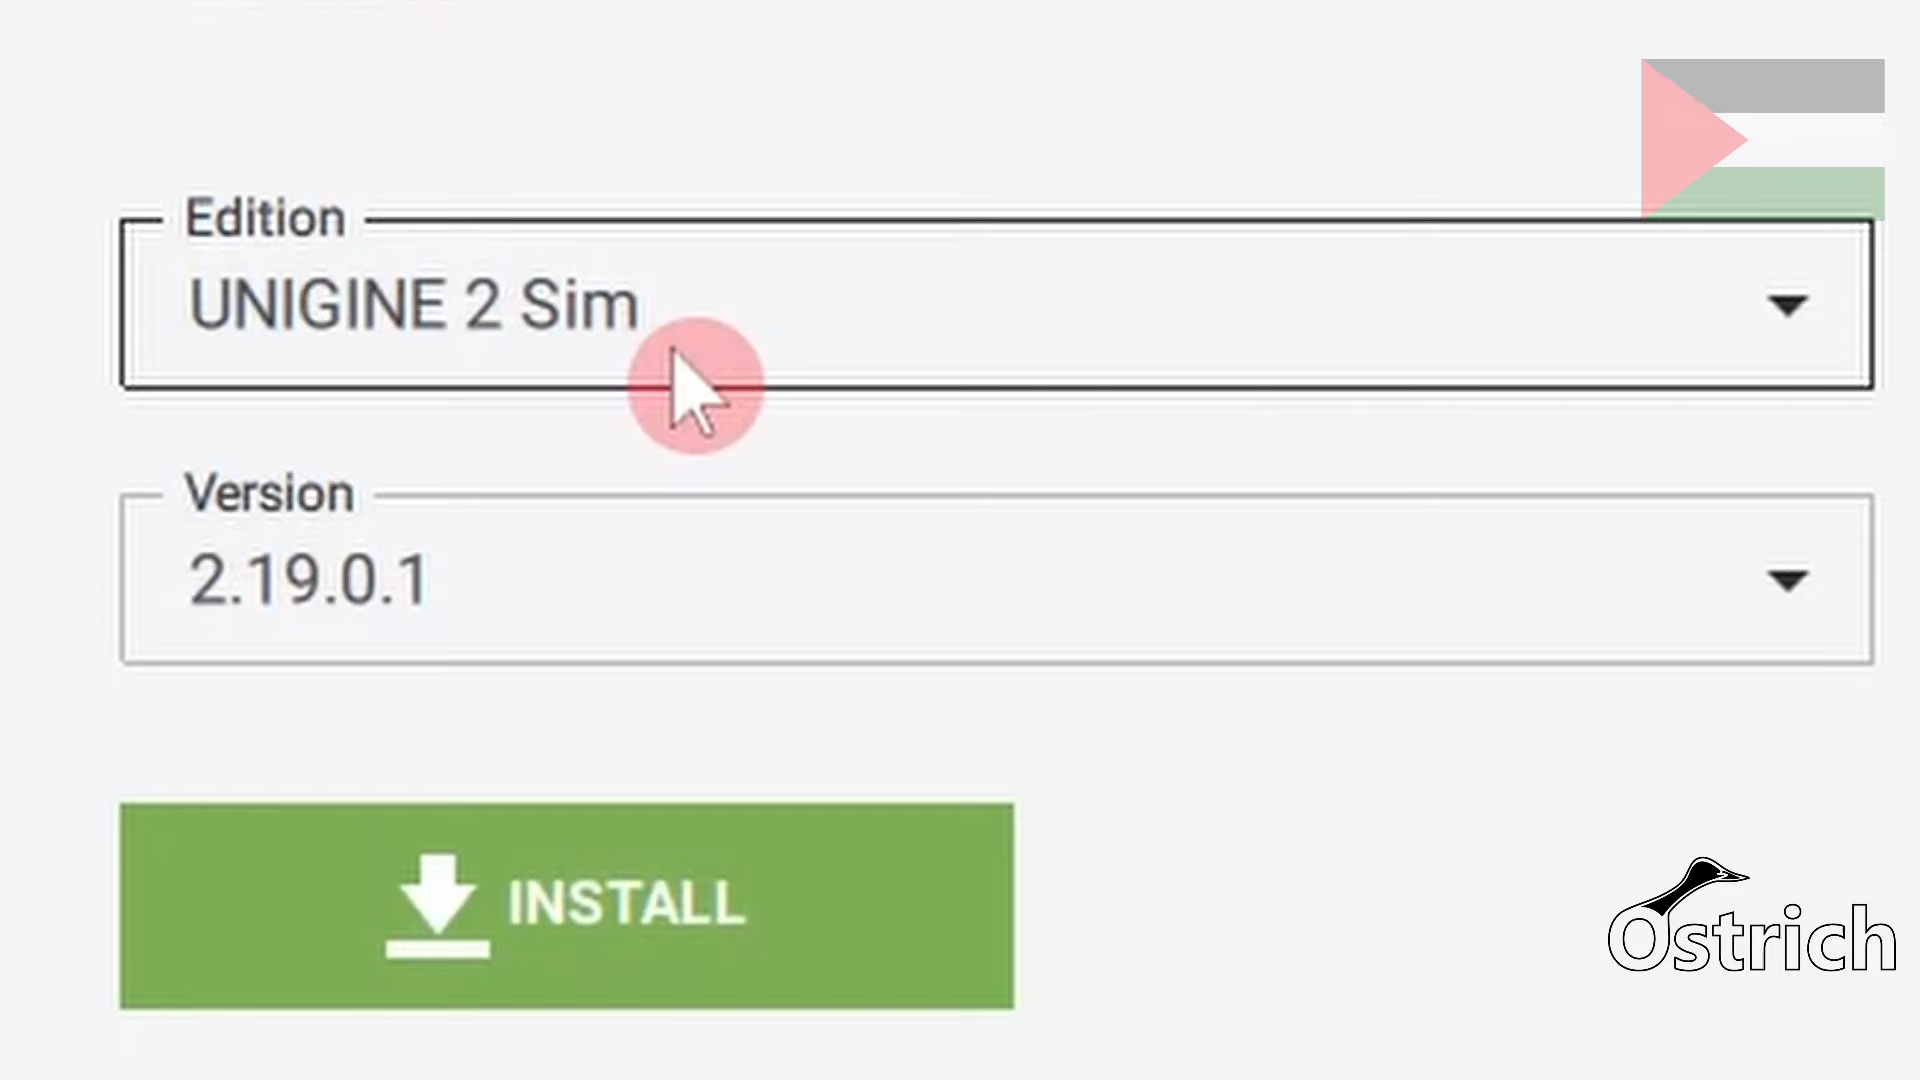 Edition
UNIGINE 2 Sim
Version
2.19.0.1
INSTALL
Ostrich